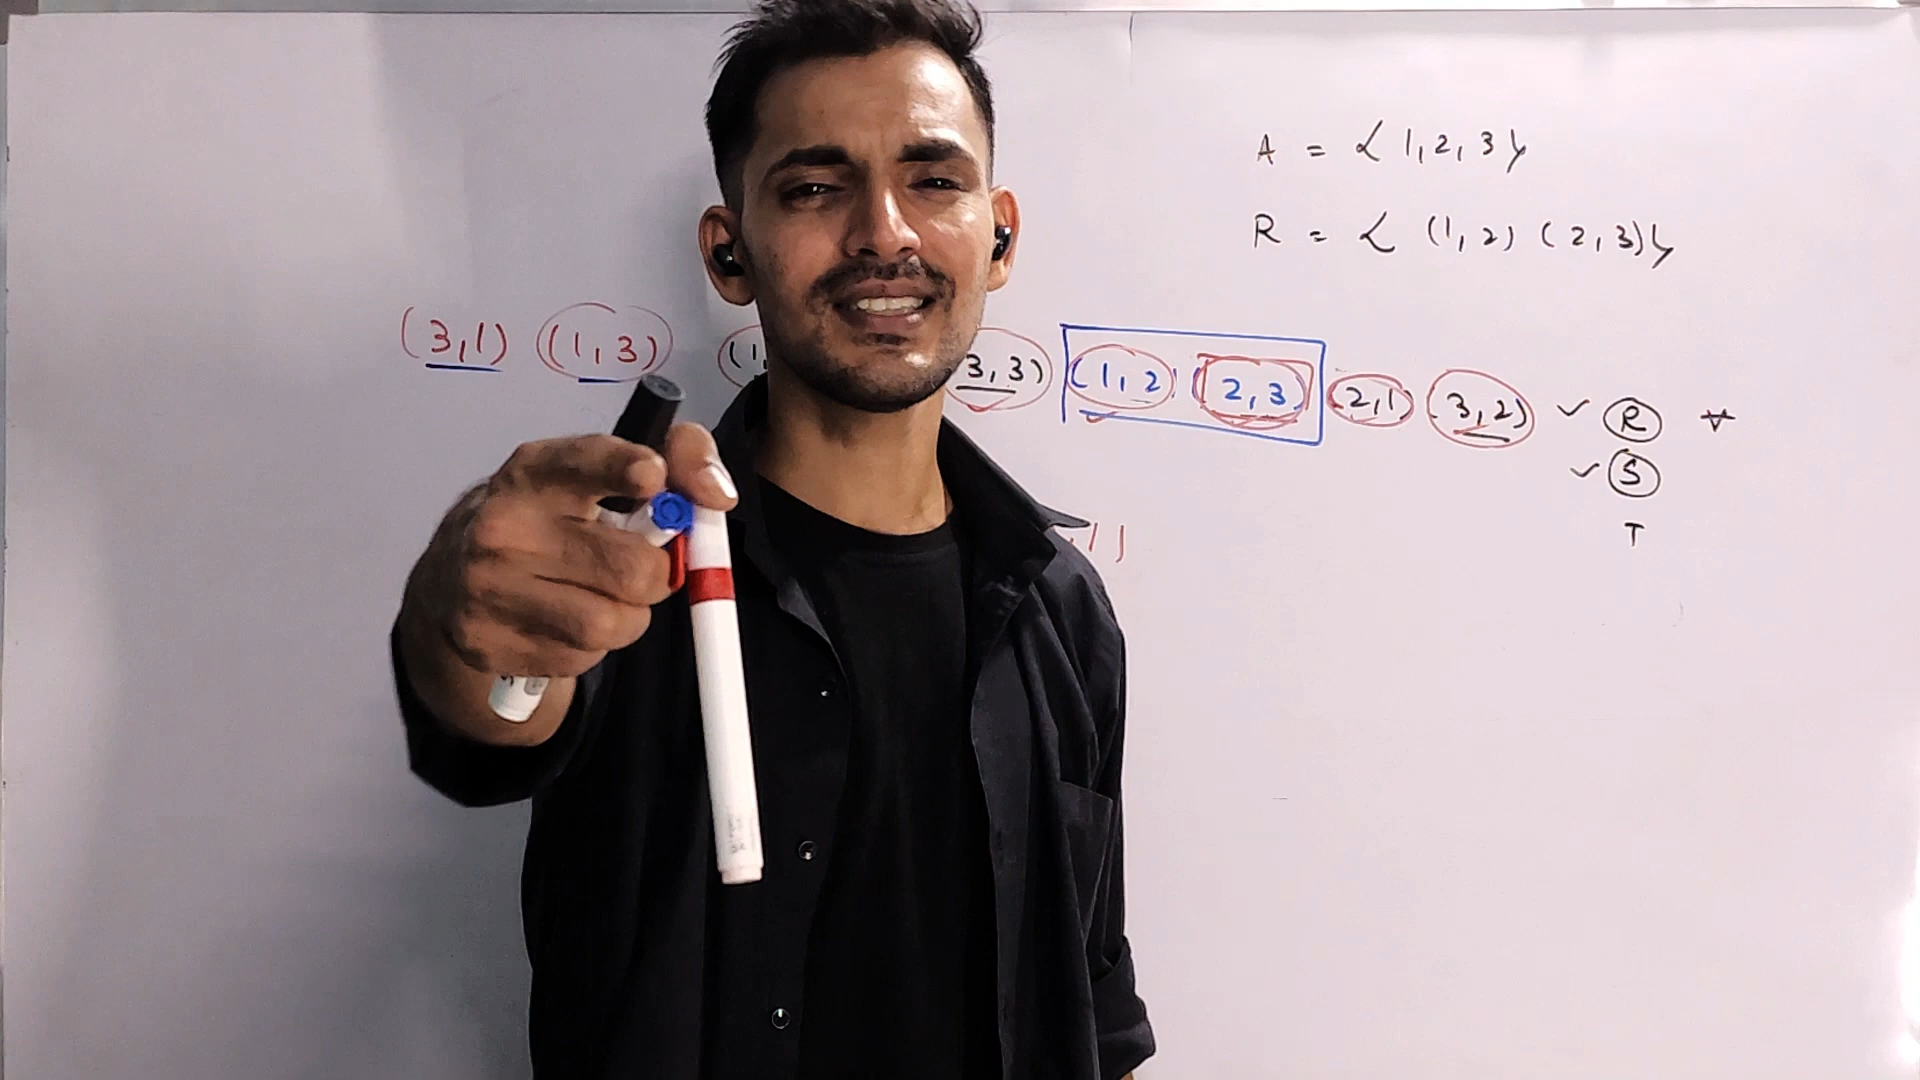 A = { 1, 2, 3 }
R = { (1, 2) (2, 3) }
(3,1) (1,3) (1, 3,3) (1,2) (2,3) (2,1) (3,2) ✓ R ∀
✓ S
T